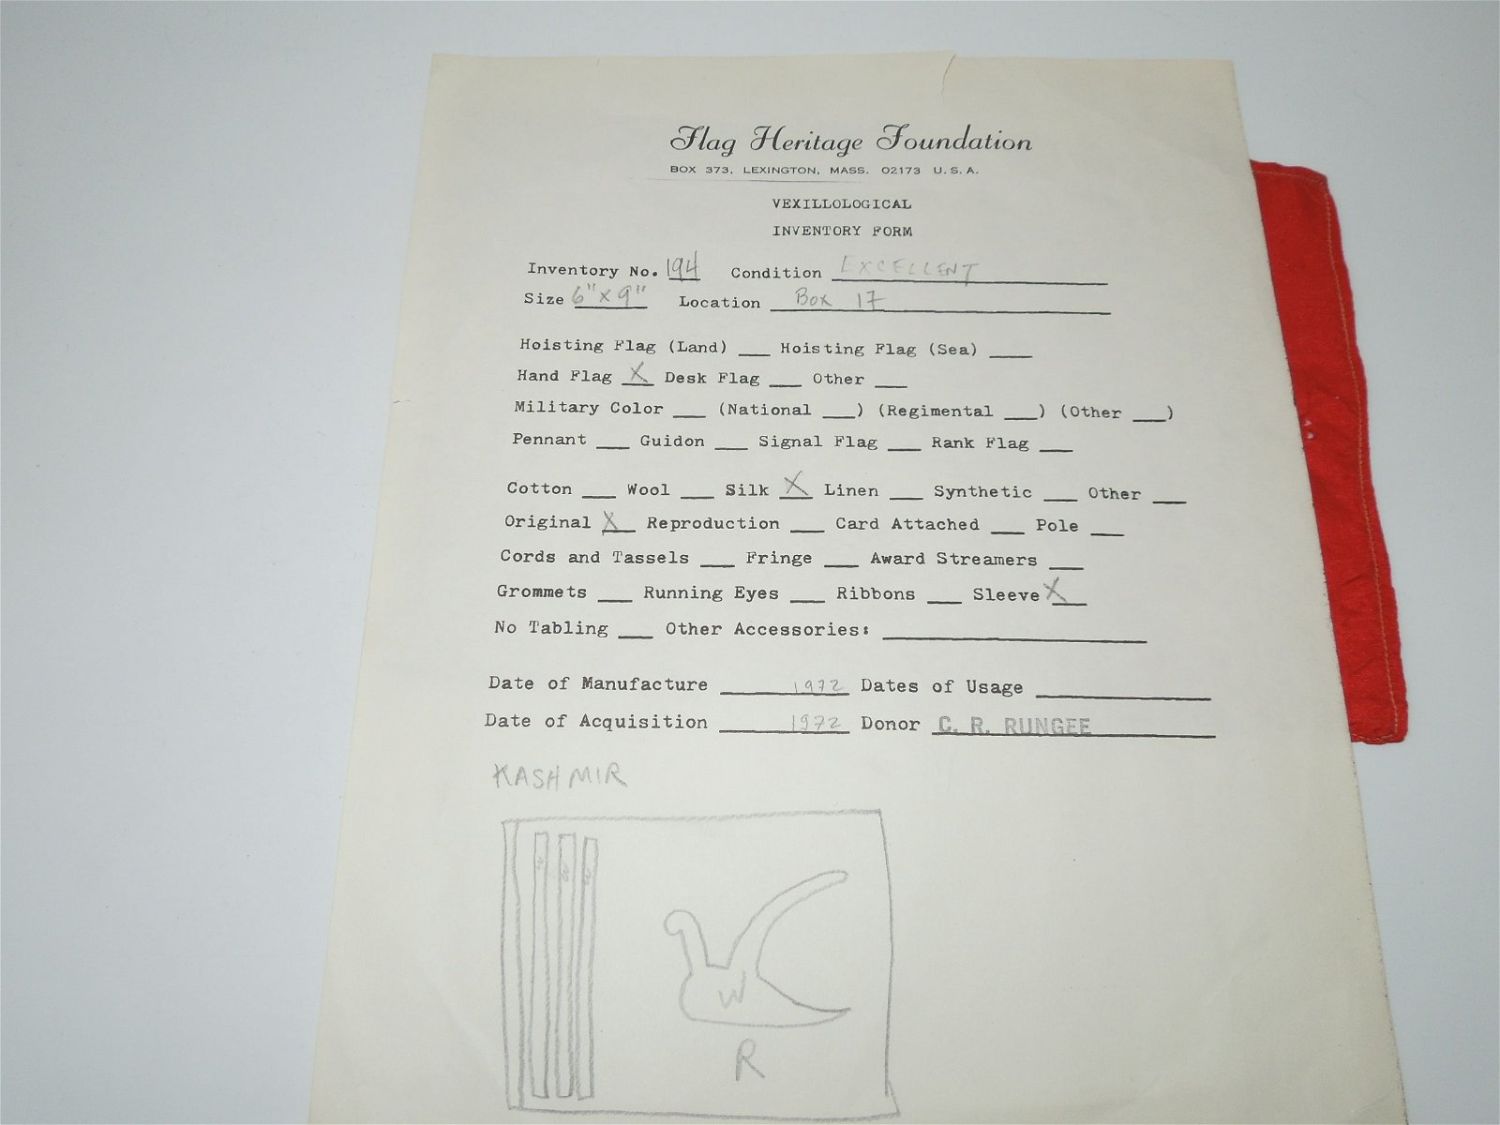 Flag Heritage Foundation
BOX 373, LEXINGTON, MASS. 02173 U.S.A.
VEXILLOLOGICAL
INVENTORY FORM
Inventory No. 194 Condition EXCELLENT
Size 6" x 9" Location Box 17
Hoisting Flag (Land) ___ Hoisting Flag (Sea) ___
Hand Flag X Desk Flag ___ Other ___
Military Color ___ (National ___) (Regimental ___) (Other ___)
Pennant ___ Guidon ___ Signal Flag ___ Rank Flag ___
Cotton ___ Wool ___ Silk X Linen ___ Synthetic ___ Other ___
Original X Reproduction ___ Card Attached ___ Pole ___
Cords and Tassels ___ Fringe ___ Award Streamers ___
Grommets ___ Running Eyes ___ Ribbons ___ Sleeve X
No Tabling ___ Other Accessories: ___
Date of Manufacture 1972 Dates of Usage ___
Date of Acquisition 1972 Donor C. R. RUNGEE
KASHMIR
W W W
W
R